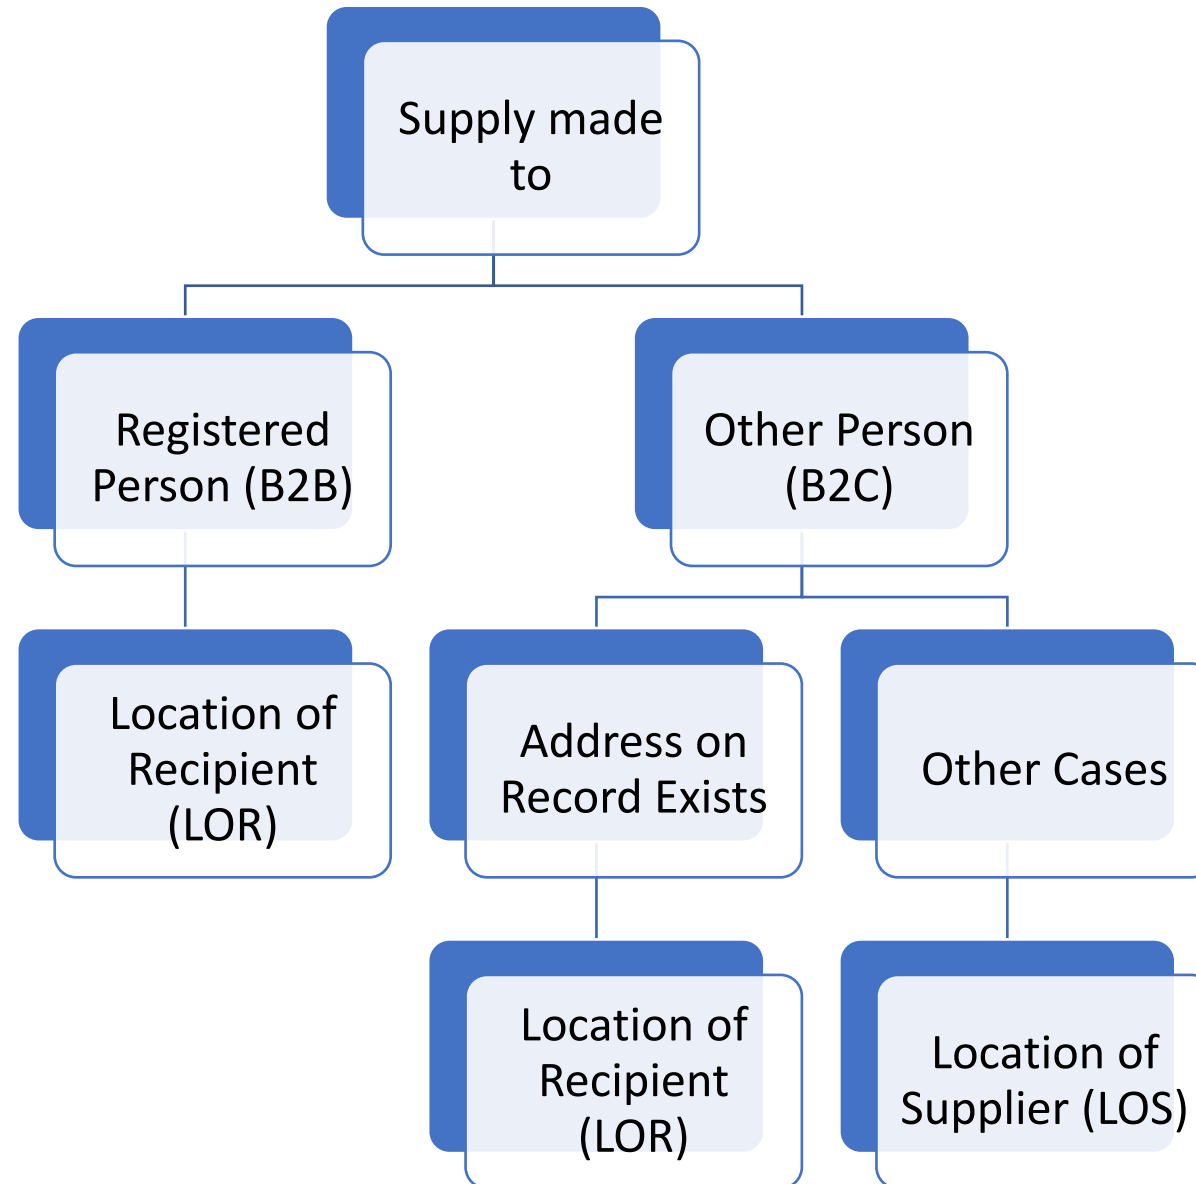 Supply made
to
Registered
Person (B2B)
Other Person
(B2C)
Location of
Recipient
(LOR)
Address on
Record Exists
Other Cases
Location of
Recipient
(LOR)
Location of
Supplier (LOS)